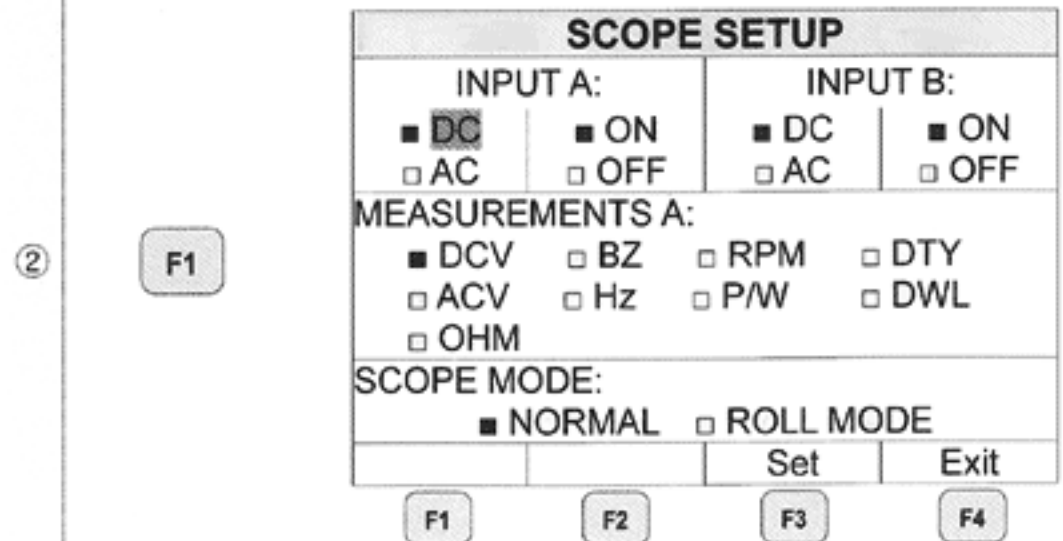 SCOPE SETUP
INPUT A: INPUT B:
■ DC ■ ON ■ DC ■ ON
□ AC □ OFF □ AC □ OFF
MEASUREMENTS A:
② F1 ■ DCV □ BZ □ RPM □ DTY
□ ACV □ Hz □ P/W □ DWL
□ OHM
SCOPE MODE:
■ NORMAL □ ROLL MODE
Set Exit
F1 F2 F3 F4